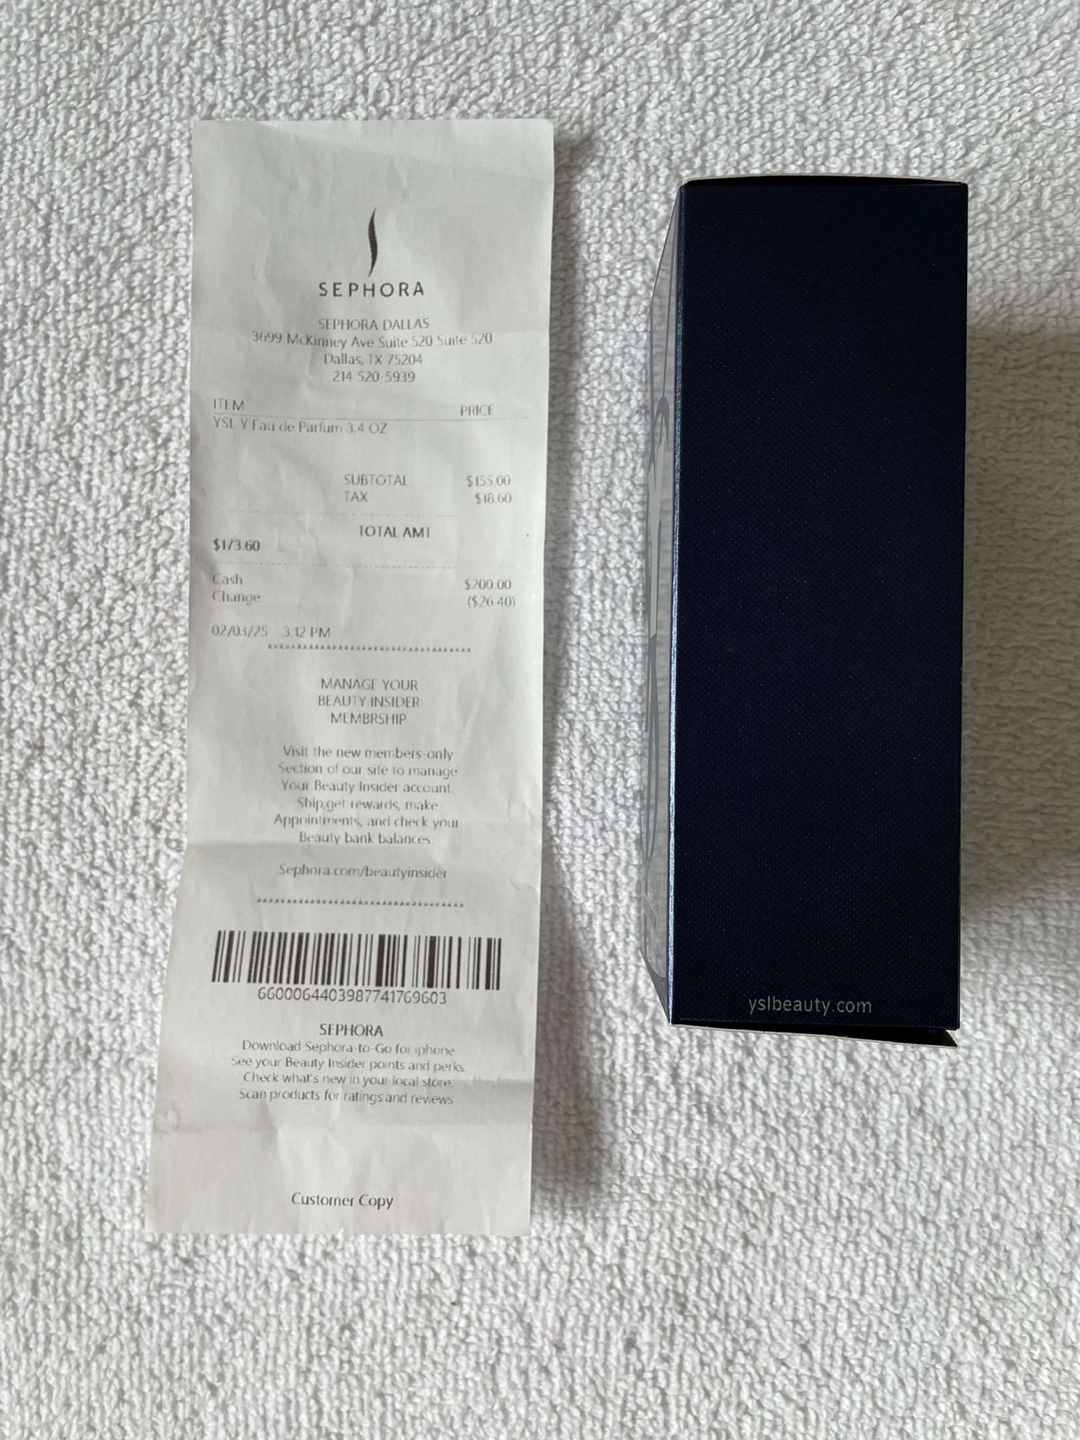 SEPHORA
SEPHORA DALLAS
3699 McKinney Ave Suite 520 Suite 520
Dallas, TX 75204
214 520-5939
ITEM PRICE
YSL Y Eau de Parfum 3.4 OZ
SUBTOTAL $155.00
TAX $18.60
TOTAL AMT
$173.60
Cash $200.00
Change ($26.40)
02/03/25 3:12 PM
MANAGE YOUR
BEAUTY INSIDER
MEMBRSHIP
Visit the new members-only
Section of our site to manage
Your Beauty Insider account.
Ship,get rewards, make
Appointments, and check your
Beauty bank balances.
Sephora.com/beautyinsider
6600064403987741769603
SEPHORA
Download Sephora-to-Go for iphone
See your Beauty Insider points and perks.
Check what's new in your local store.
Scan products for ratings and reviews.
Customer Copy
yslbeauty.com